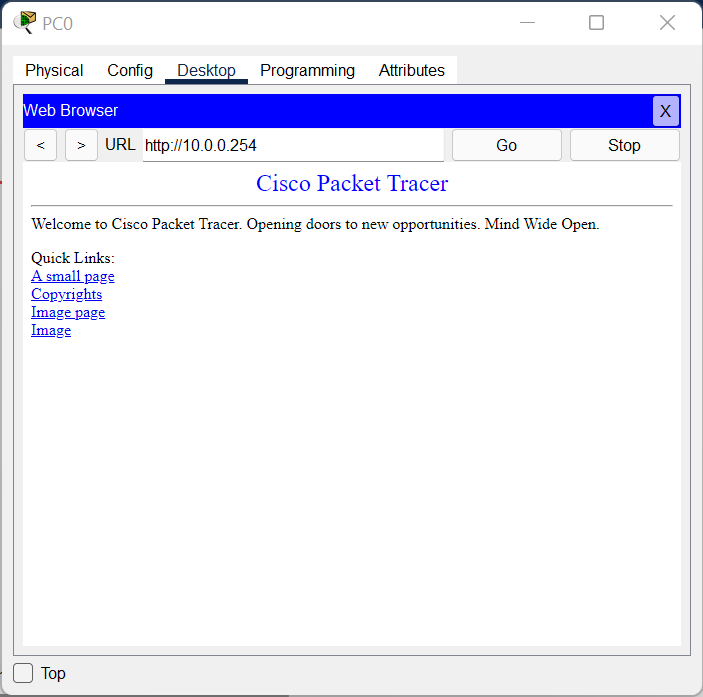 PC0
Physical Config Desktop Programming Attributes
Web Browser X
< > URL http://10.0.0.254 Go Stop
Cisco Packet Tracer
Welcome to Cisco Packet Tracer. Opening doors to new opportunities. Mind Wide Open.
Quick Links:
A small page
Copyrights
Image page
Image
Top